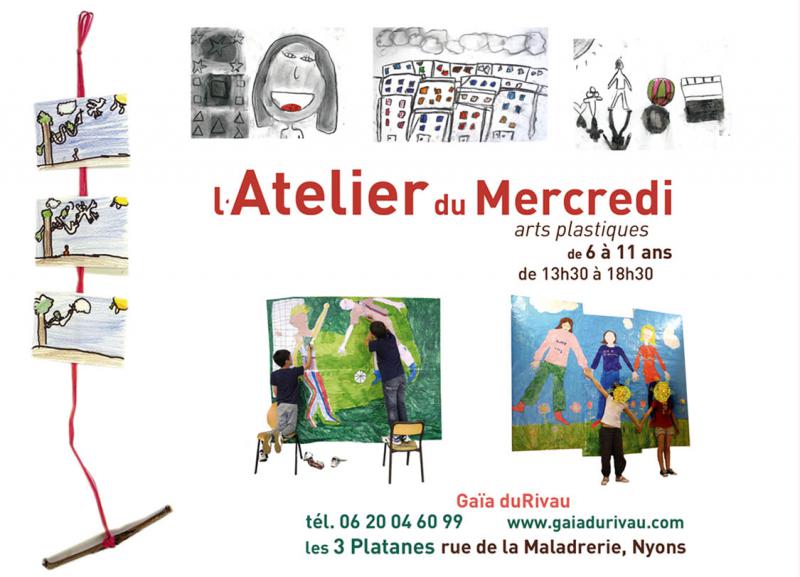 l'Atelier du Mercredi
arts plastiques
de 6 à 11 ans
de 13h30 à 18h30
Gaïa duRivau
tél. 06 20 04 60 99 www.gaiadurivau.com
les 3 Platanes rue de la Maladrerie, Nyons